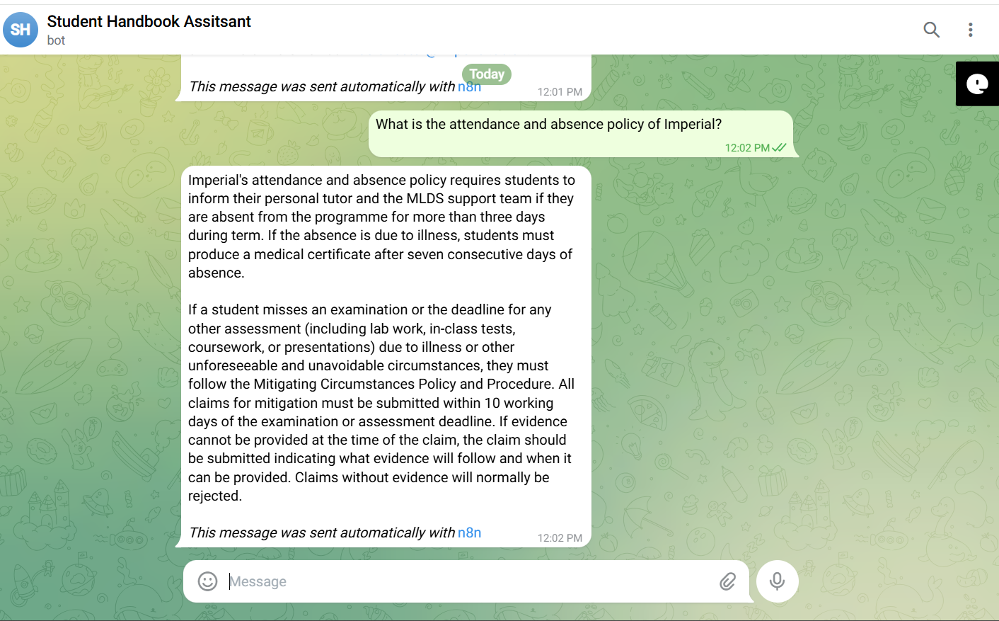 SH
Student Handbook Assitsant
bot
Today
This message was sent automatically with n8n
12:01 PM
What is the attendance and absence policy of Imperial?
12:02 PM
Imperial's attendance and absence policy requires students to
inform their personal tutor and the MLDS support team if they
are absent from the programme for more than three days
during term. If the absence is due to illness, students must
produce a medical certificate after seven consecutive days of
absence.
If a student misses an examination or the deadline for any
other assessment (including lab work, in-class tests,
coursework, or presentations) due to illness or other
unforeseeable and unavoidable circumstances, they must
follow the Mitigating Circumstances Policy and Procedure. All
claims for mitigation must be submitted within 10 working
days of the examination or assessment deadline. If evidence
cannot be provided at the time of the claim, the claim should
be submitted indicating what evidence will follow and when it
can be provided. Claims without evidence will normally be
rejected.
This message was sent automatically with n8n
12:02 PM
Message